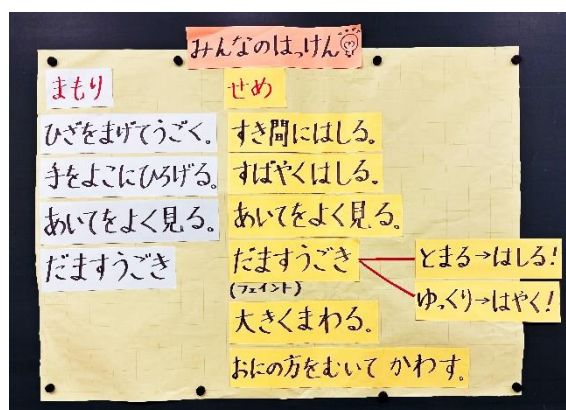 みんなのはっけん
まもり
ひざをまげてうごく。
手をよこにひろげる。
あいてをよく見る。
だますうごき
せめ
すき間にはしる。
すばやくはしる。
あいてをよく見る。
だますうごき
(フェイント)
とまる→はしる!
ゆっくり→はやく!
大きくまわる。
おにの方をむいて かわす。